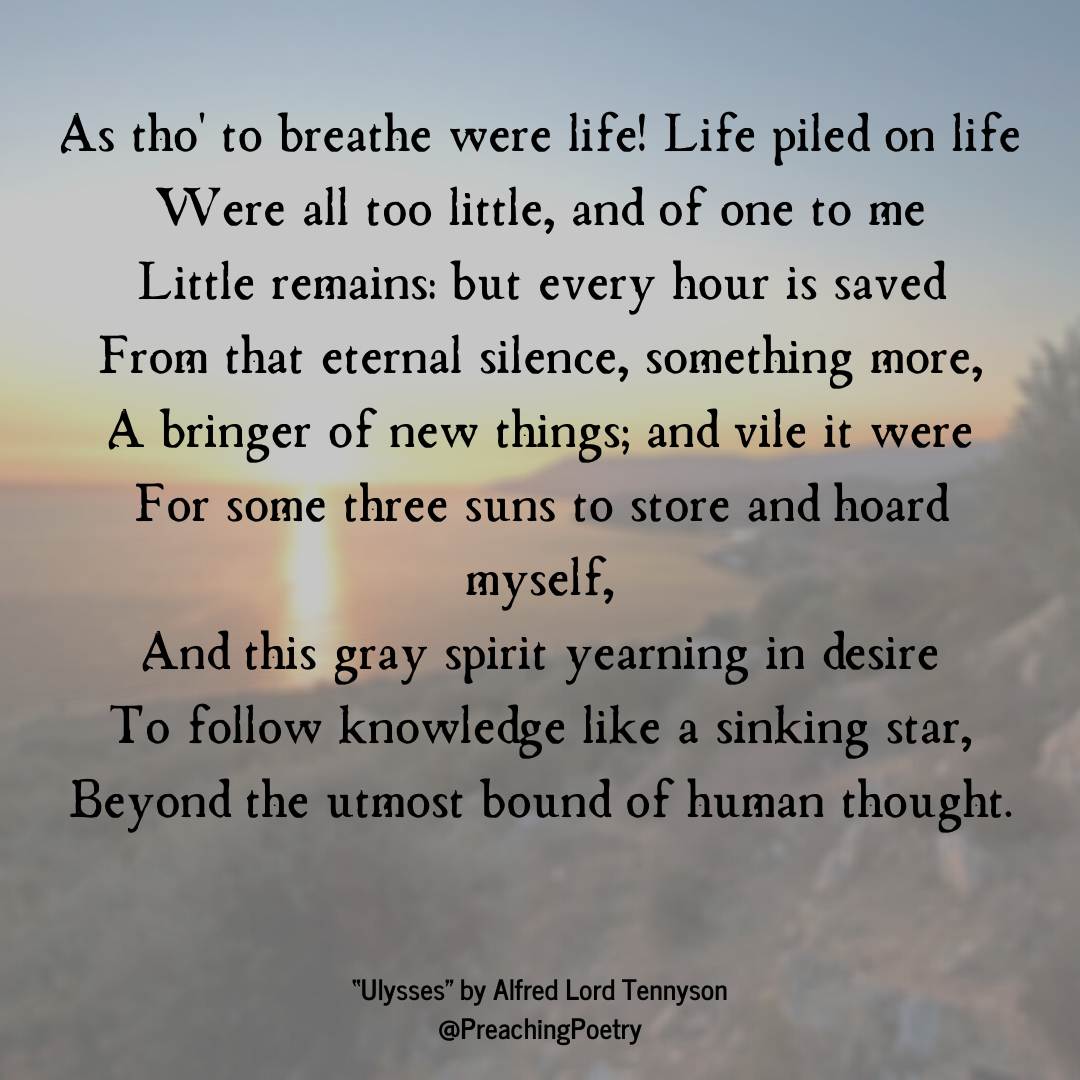 As tho' to breathe were life! Life piled on life
Were all too little, and of one to me
Little remains: but every hour is saved
From that eternal silence, something more,
A bringer of new things; and vile it were
For some three suns to store and hoard
myself,
And this gray spirit yearning in desire
To follow knowledge like a sinking star,
Beyond the utmost bound of human thought.
"Ulysses" by Alfred Lord Tennyson
@PreachingPoetry